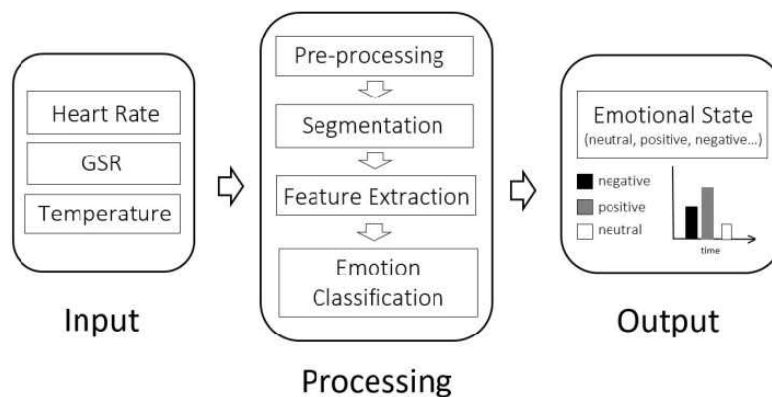 Heart Rate
GSR
Temperature
Input
Pre-processing
Segmentation
Feature Extraction
Emotion
Classification
Processing
Emotional State
(neutral, positive, negative...)
negative
positive
neutral
time
Output